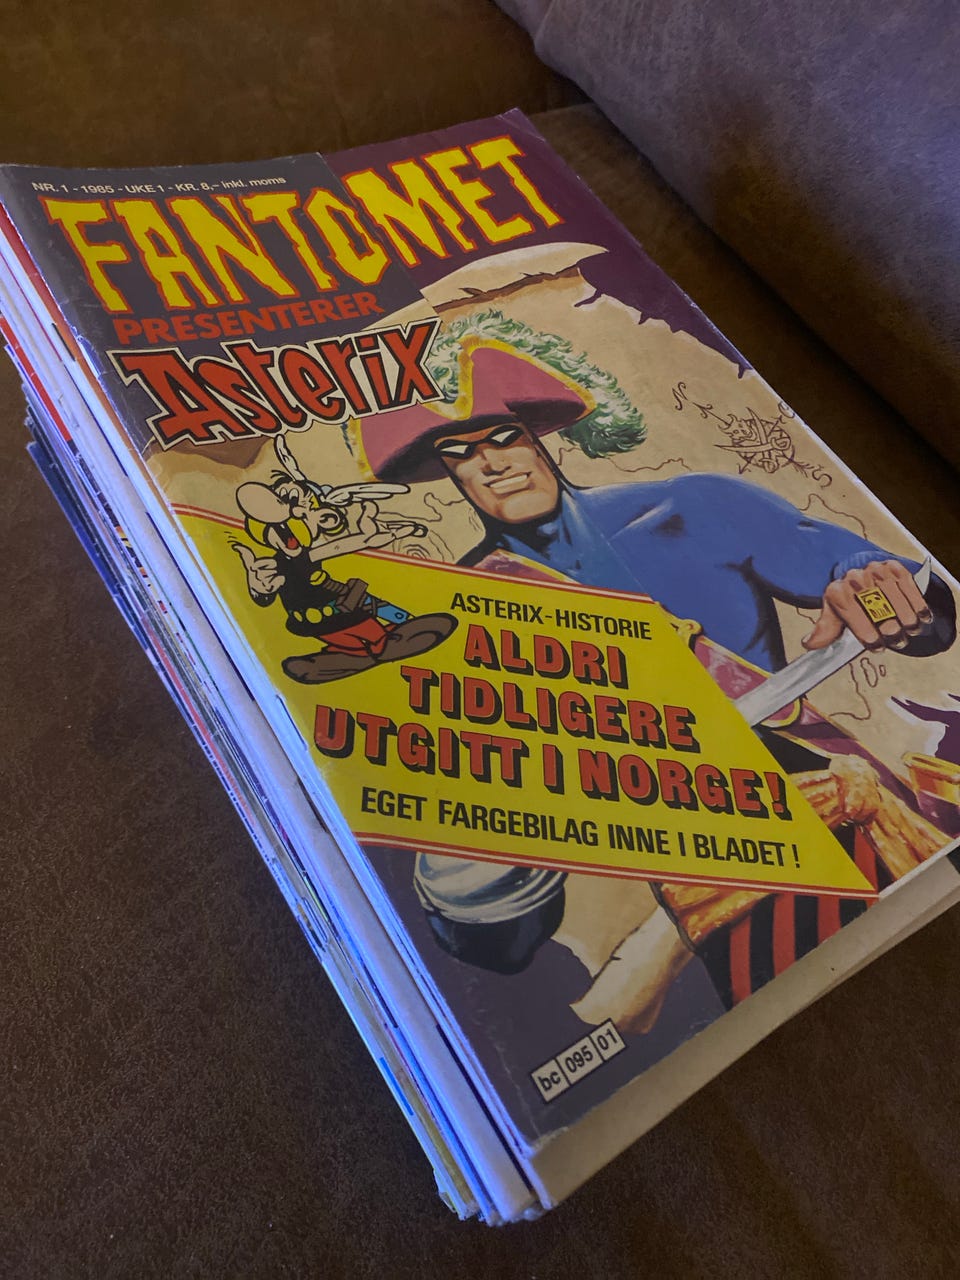 NR. 1 - 1985 - UKE 1 - KR. 8,- inkl. moms
FANTOMET
PRESENTERER
Asterix
N
S
ASTERIX-HISTORIE
ALDRI
TIDLIGERE
UTGITT I NORGE!
EGET FARGEBILAG INNE I BLADET!
bc 095 01